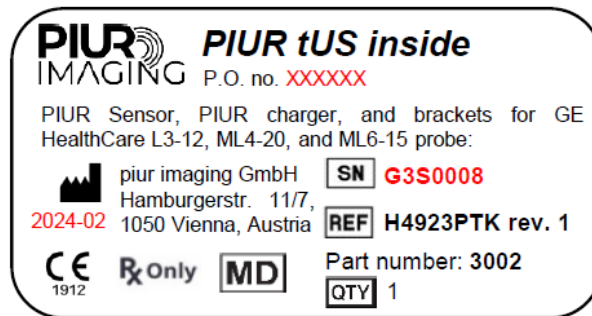 PIUR
IMAGING
PIUR tUS inside
P.O. no. XXXXXX
PIUR Sensor, PIUR charger, and brackets for GE
HealthCare L3-12, ML4-20, and ML6-15 probe:
piur imaging GmbH
Hamburgerstr. 11/7,
2024-02 1050 Vienna, Austria
SN G3S0008
REF H4923PTK rev. 1
CE
1912
Rx Only
MD
Part number: 3002
QTY 1